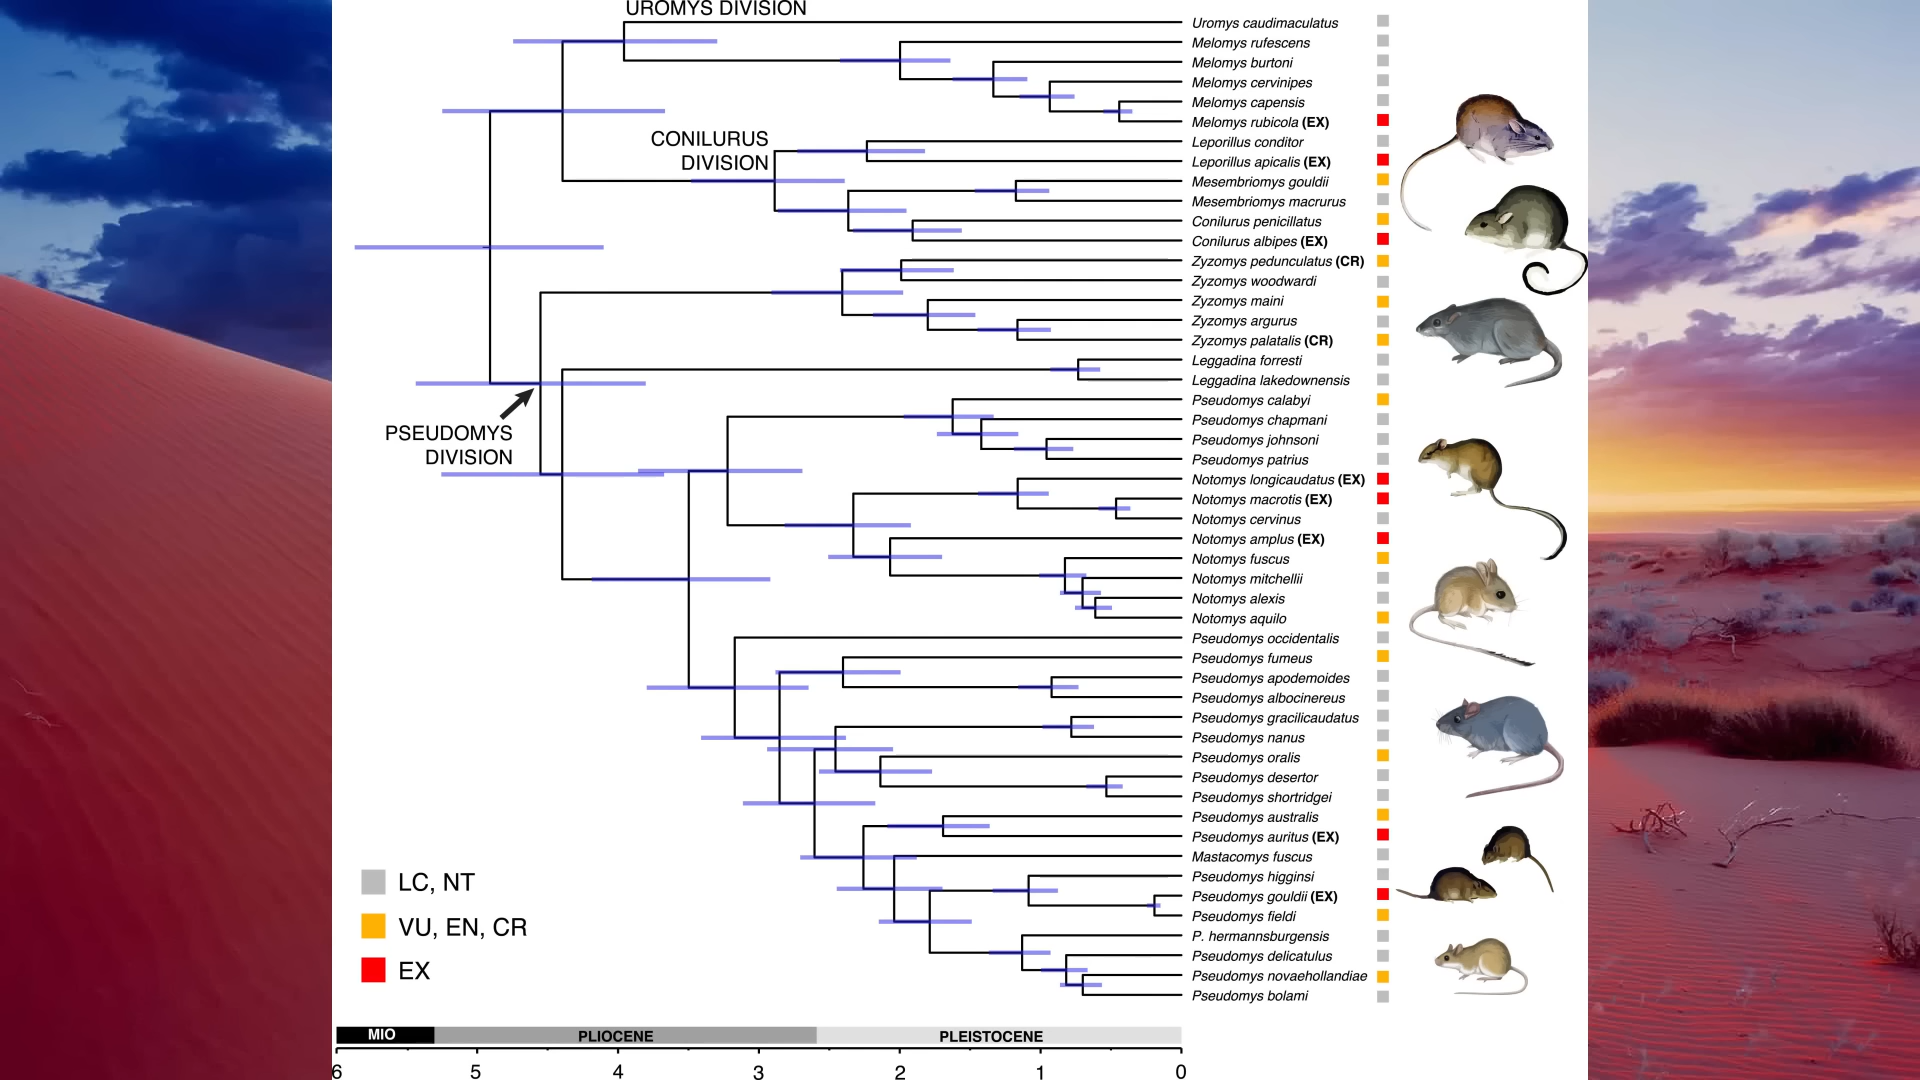 UROMYS DIVISION
Uromys caudimaculatus
Melomys rufescens
Melomys burtoni
Melomys cervinipes
Melomys capensis
Melomys rubicola (EX)
CONILURUS
DIVISION
Leporillus conditor
Leporillus apicalis (EX)
Mesembriomys gouldii
Mesembriomys macrurus
Conilurus penicillatus
Conilurus albipes (EX)
Zyzomys pedunculatus (CR)
Zyzomys woodwardi
Zyzomys maini
Zyzomys argurus
Zyzomys palatalis (CR)
Leggadina forresti
Leggadina lakedownensis
PSEUDOMYS
DIVISION
Pseudomys calabyi
Pseudomys chapmani
Pseudomys johnsoni
Pseudomys patrius
Notomys longicaudatus (EX)
Notomys macrotis (EX)
Notomys cervinus
Notomys amplus (EX)
Notomys fuscus
Notomys mitchellii
Notomys alexis
Notomys aquilo
Pseudomys occidentalis
Pseudomys fumeus
Pseudomys apodemoides
Pseudomys albocinereus
Pseudomys gracilicaudatus
Pseudomys nanus
Pseudomys oralis
Pseudomys desertor
Pseudomys shortridgei
Pseudomys australis
Pseudomys auritus (EX)
Mastacomys fuscus
Pseudomys higginsi
Pseudomys gouldii (EX)
Pseudomys fieldi
P. hermannsburgensis
Pseudomys delicatulus
Pseudomys novaehollandiae
Pseudomys bolami
LC, NT
VU, EN, CR
EX
MIO PLIOCENE PLEISTOCENE
6 5 4 3 2 1 0